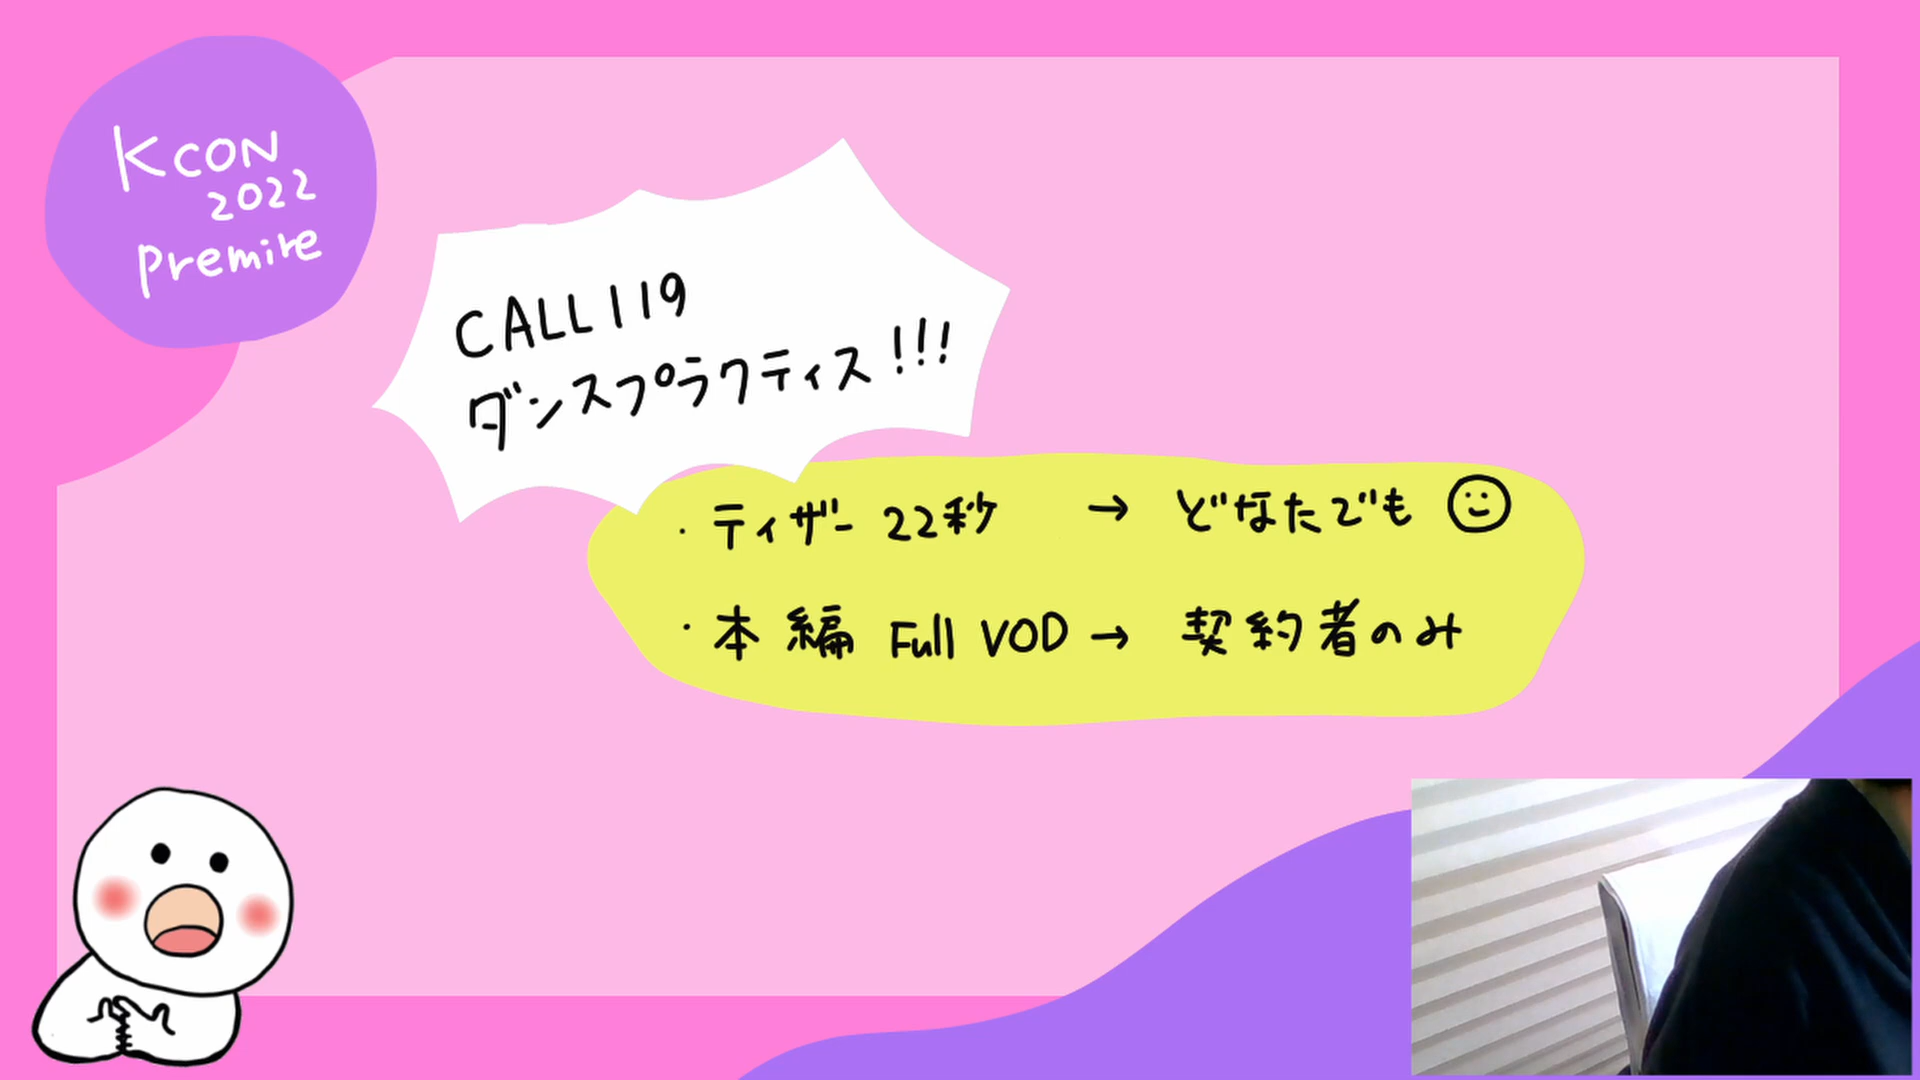 KCON
2022
Premire
CALL119
ダンスプラクティス!!!
・ティザー 22秒 → どなたでも
・本編 Full VOD → 契約者のみ